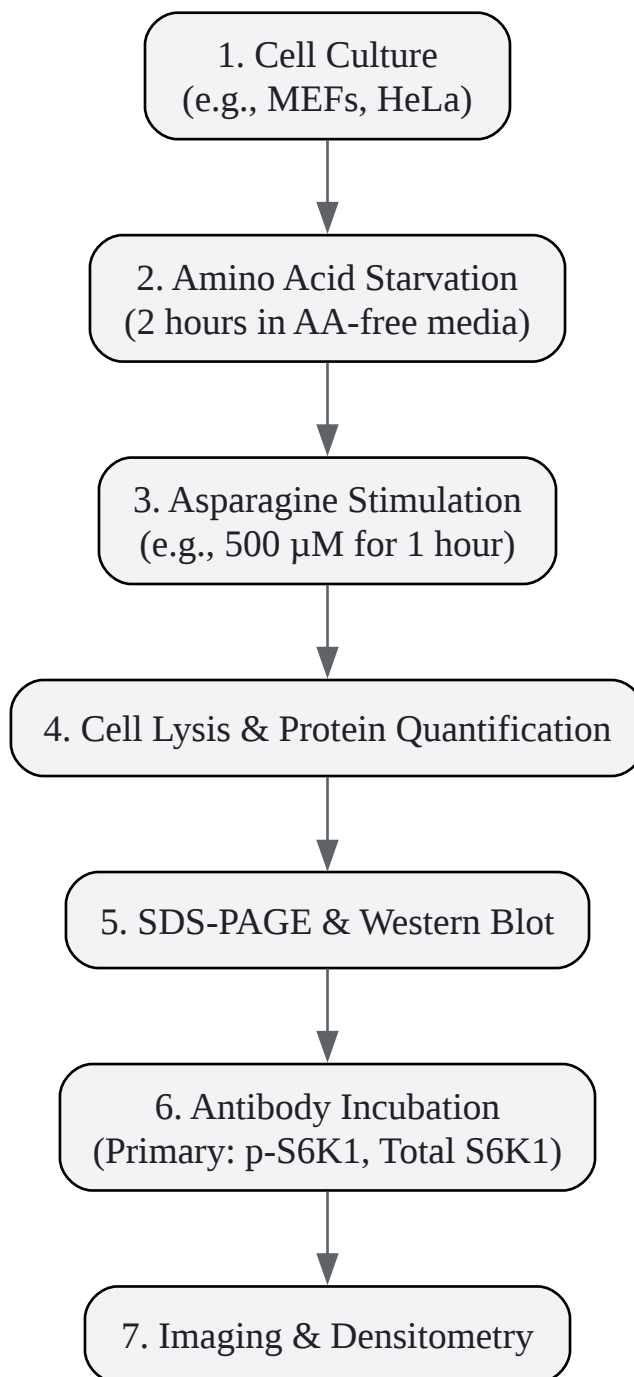 1. Cell Culture
(e.g., MEFs, HeLa)
2. Amino Acid Starvation
(2 hours in AA-free media)
3. Asparagine Stimulation
(e.g., 500 µM for 1 hour)
4. Cell Lysis & Protein Quantification
5. SDS-PAGE & Western Blot
6. Antibody Incubation
(Primary: p-S6K1, Total S6K1)
7. Imaging & Densitometry